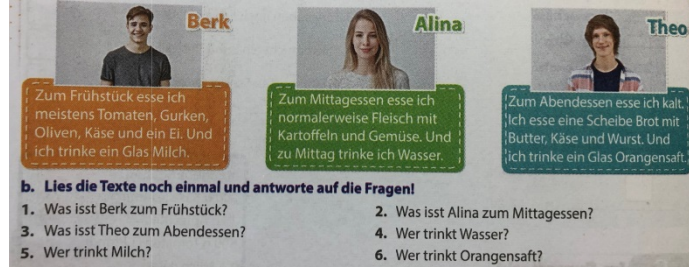 Berk
Zum Frühstück esse ich
meistens Tomaten, Gurken,
Oliven, Käse und ein Ei. Und
ich trinke ein Glas Milch.
Alina
Zum Mittagessen esse ich
normalerweise Fleisch mit
Kartoffeln und Gemüse. Und
zu Mittag trinke ich Wasser.
Theo
Zum Abendessen esse ich kalt.
Ich esse eine Scheibe Brot mit
Butter, Käse und Wurst. Und
ich trinke ein Glas Orangensaft.
b. Lies die Texte noch einmal und antworte auf die Fragen!
1. Was isst Berk zum Frühstück?
2. Was isst Alina zum Mittagessen?
3. Was isst Theo zum Abendessen?
4. Wer trinkt Wasser?
5. Wer trinkt Milch?
6. Wer trinkt Orangensaft?